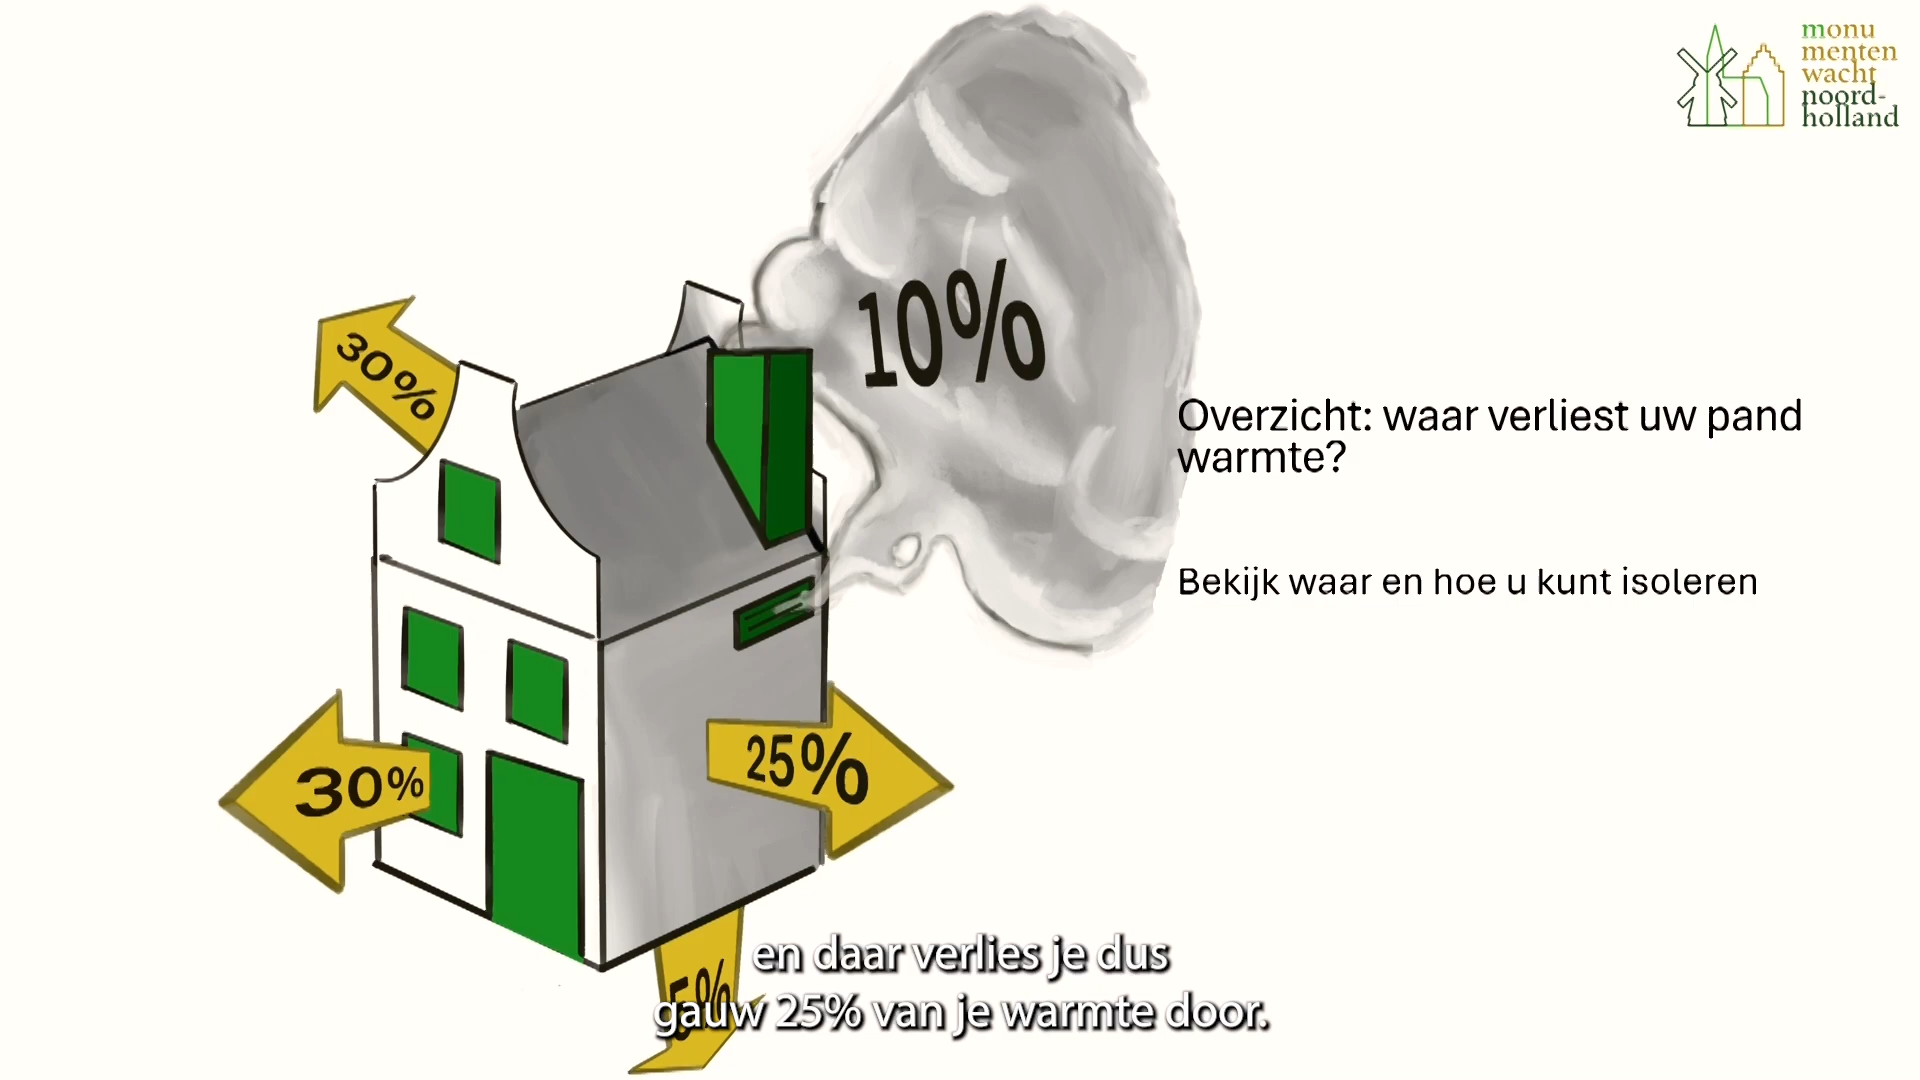 monu
menten
wacht
noord-
holland
10%
30%
Overzicht: waar verliest uw pand
warmte?
Bekijk waar en hoe u kunt isoleren
30%
25%
5%
en daar verlies je dus
gauw 25% van je warmte door.